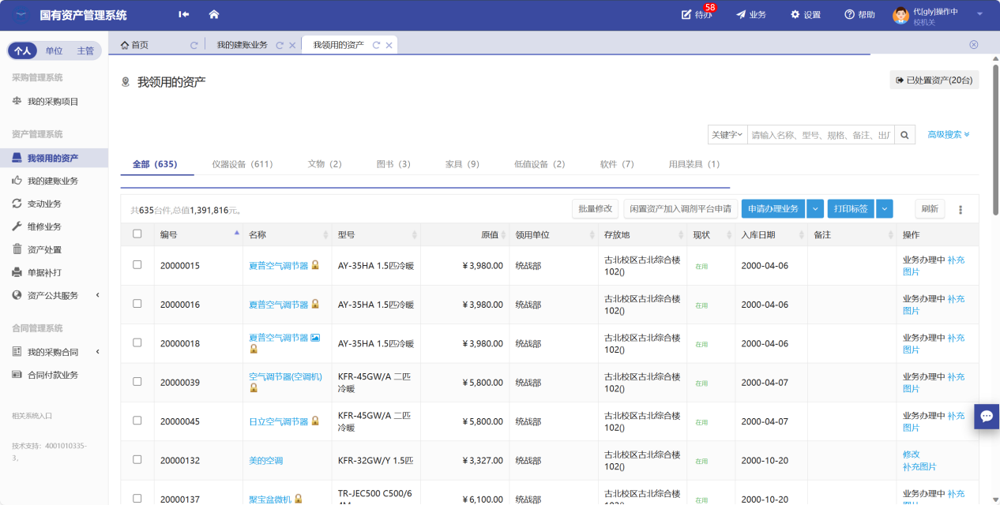 国有资产管理系统
待办 58
业务
设置
帮助
代[gly]操作中
校机关
个人 单位 主管
首页
我的建账业务
我领用的资产
采购管理系统
我的采购项目
资产管理系统
我领用的资产
我的建账业务
变动业务
维修业务
资产处置
单据补打
资产公共服务
合同管理系统
我的采购合同
合同付款业务
相关系统入口
技术支持：4001010335-
3,
我领用的资产
已处置资产(20台)
关键字 请输入名称、型号、规格、备注、出厂
高级搜索
全部（635） 仪器设备（611） 文物（2） 图书（3） 家具（9） 低值设备（2） 软件（7） 用具装具（1）
共635台件,总值1,391,816元。
批量修改 闲置资产加入调剂平台申请 申请办理业务 打印标签 刷新
编号 名称 型号 原值 领用单位 存放地 现状 入库日期 备注 操作
20000015 夏普空气调节器 AY-35HA 1.5匹冷暖 ¥3,980.00 统战部 古北校区古北综合楼 在用 2000-04-06 业务办理中 补充
102() 图片
20000016 夏普空气调节器 AY-35HA 1.5匹冷暖 ¥3,980.00 统战部 古北校区古北综合楼 在用 2000-04-06 业务办理中 补充
102() 图片
20000018 夏普空气调节器 AY-35HA 1.5匹冷暖 ¥3,980.00 统战部 古北校区古北综合楼 在用 2000-04-06 业务办理中 补充
102() 图片
20000039 空气调节器(空调机) KFR-45GW/A 二匹 ¥5,800.00 统战部 古北校区古北综合楼 在用 2000-04-07 业务办理中 补充
冷暖 102() 图片
20000045 日立空气调节器 KFR-45GW/A 二匹 ¥5,800.00 统战部 古北校区古北综合楼 在用 2000-04-07 业务办理中 补充
冷暖 102() 图片
20000132 美的空调 KFR-32GW/Y 1.5匹 ¥3,327.00 统战部 古北校区古北综合楼 在用 2000-10-20 修改
102() 补充图片
20000137 聚宝盆微机 TR-JEC500 C500/6 ¥6,100.00 统战部 古北校区古北综合楼 在用 2000-10-20 业务办理中 补充